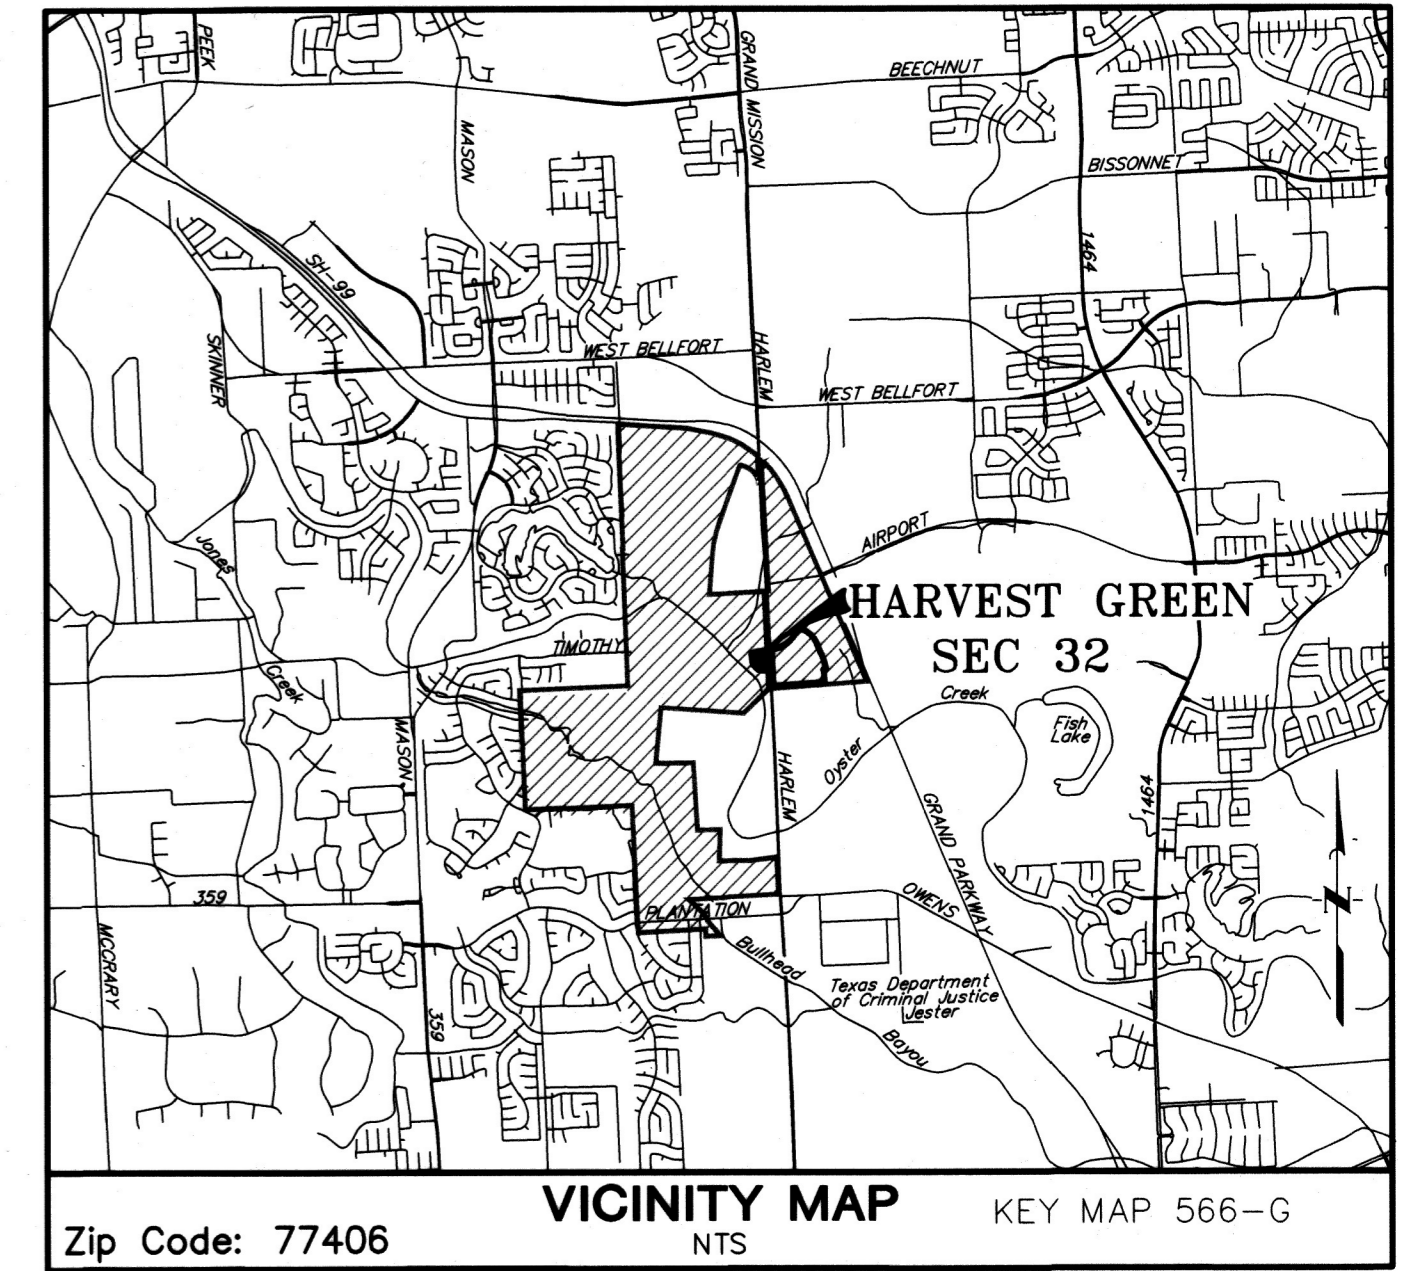 PEEK
GRAND MISSION
BEECHNUT
MASON
BISSONNET
1464
SH-99
SKINNER
WEST BELLFORT
HARLEM
WEST BELLFORT
AIRPORT
Jones
Creek
HARVEST GREEN
SEC 32
TIMOTHY
Creek
Oyster
Fish
Lake
MASON
HARLEM
1464
GRAND PARKWAY
359
OWENS
PLANTATION
N
MCCRARY
Bullhead
Bayou
Texas Department
of Criminal Justice
Jester
359
VICINITY MAP
NTS
KEY MAP 566-G
Zip Code: 77406